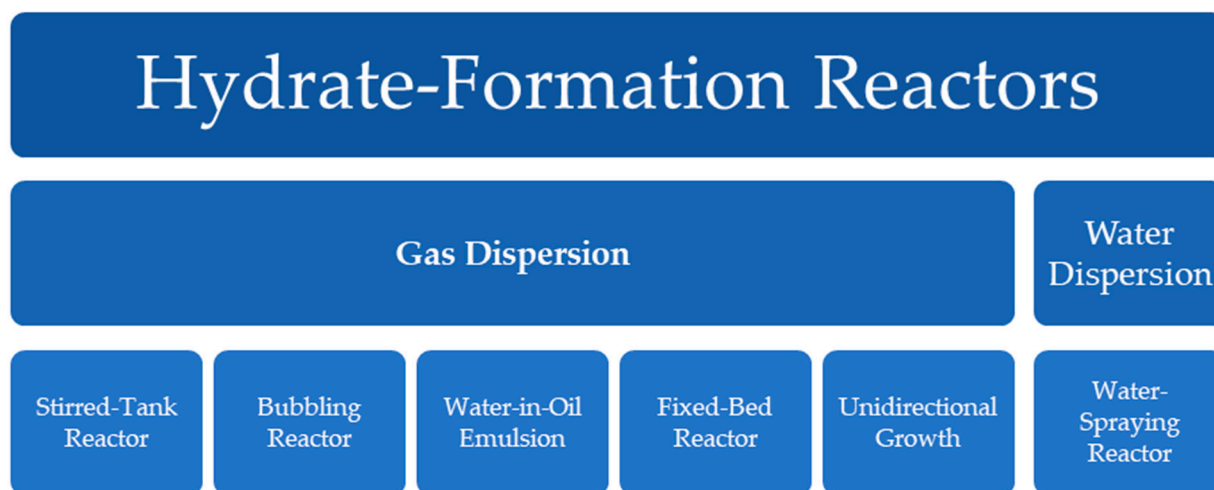 Hydrate-Formation Reactors
Gas Dispersion
Water
Dispersion
Stirred-Tank
Reactor
Bubbling
Reactor
Water-in-Oil
Emulsion
Fixed-Bed
Reactor
Unidirectional
Growth
Water-
Spraying
Reactor